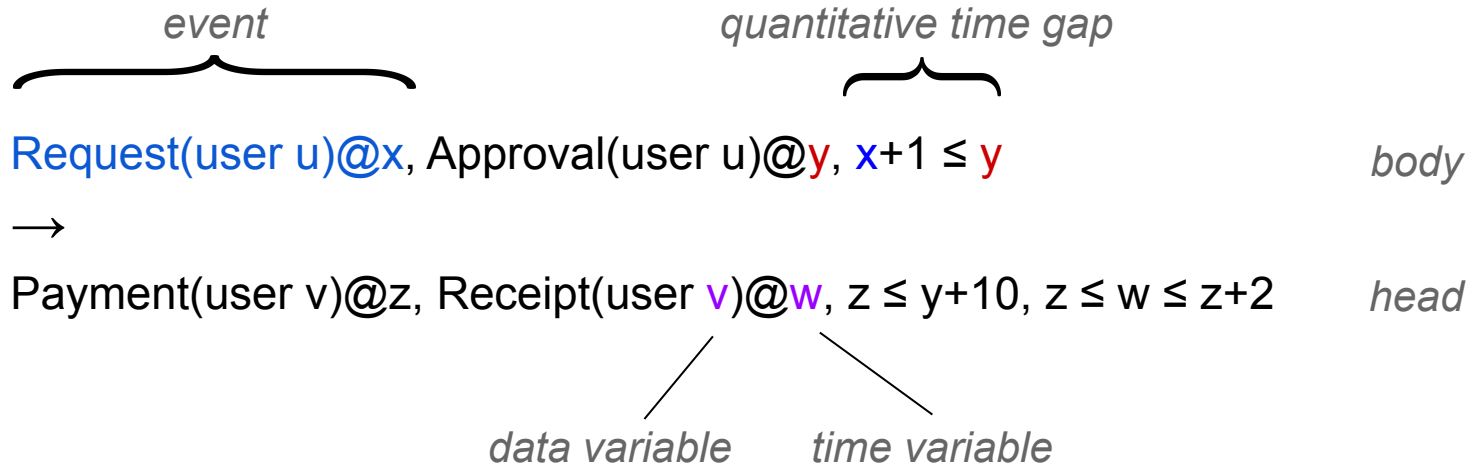 event quantitative time gap
Request(user u)@x, Approval(user u)@y, x+1 ≤ y body
→
Payment(user v)@z, Receipt(user v)@w, z ≤ y+10, z ≤ w ≤ z+2 head
data variable time variable